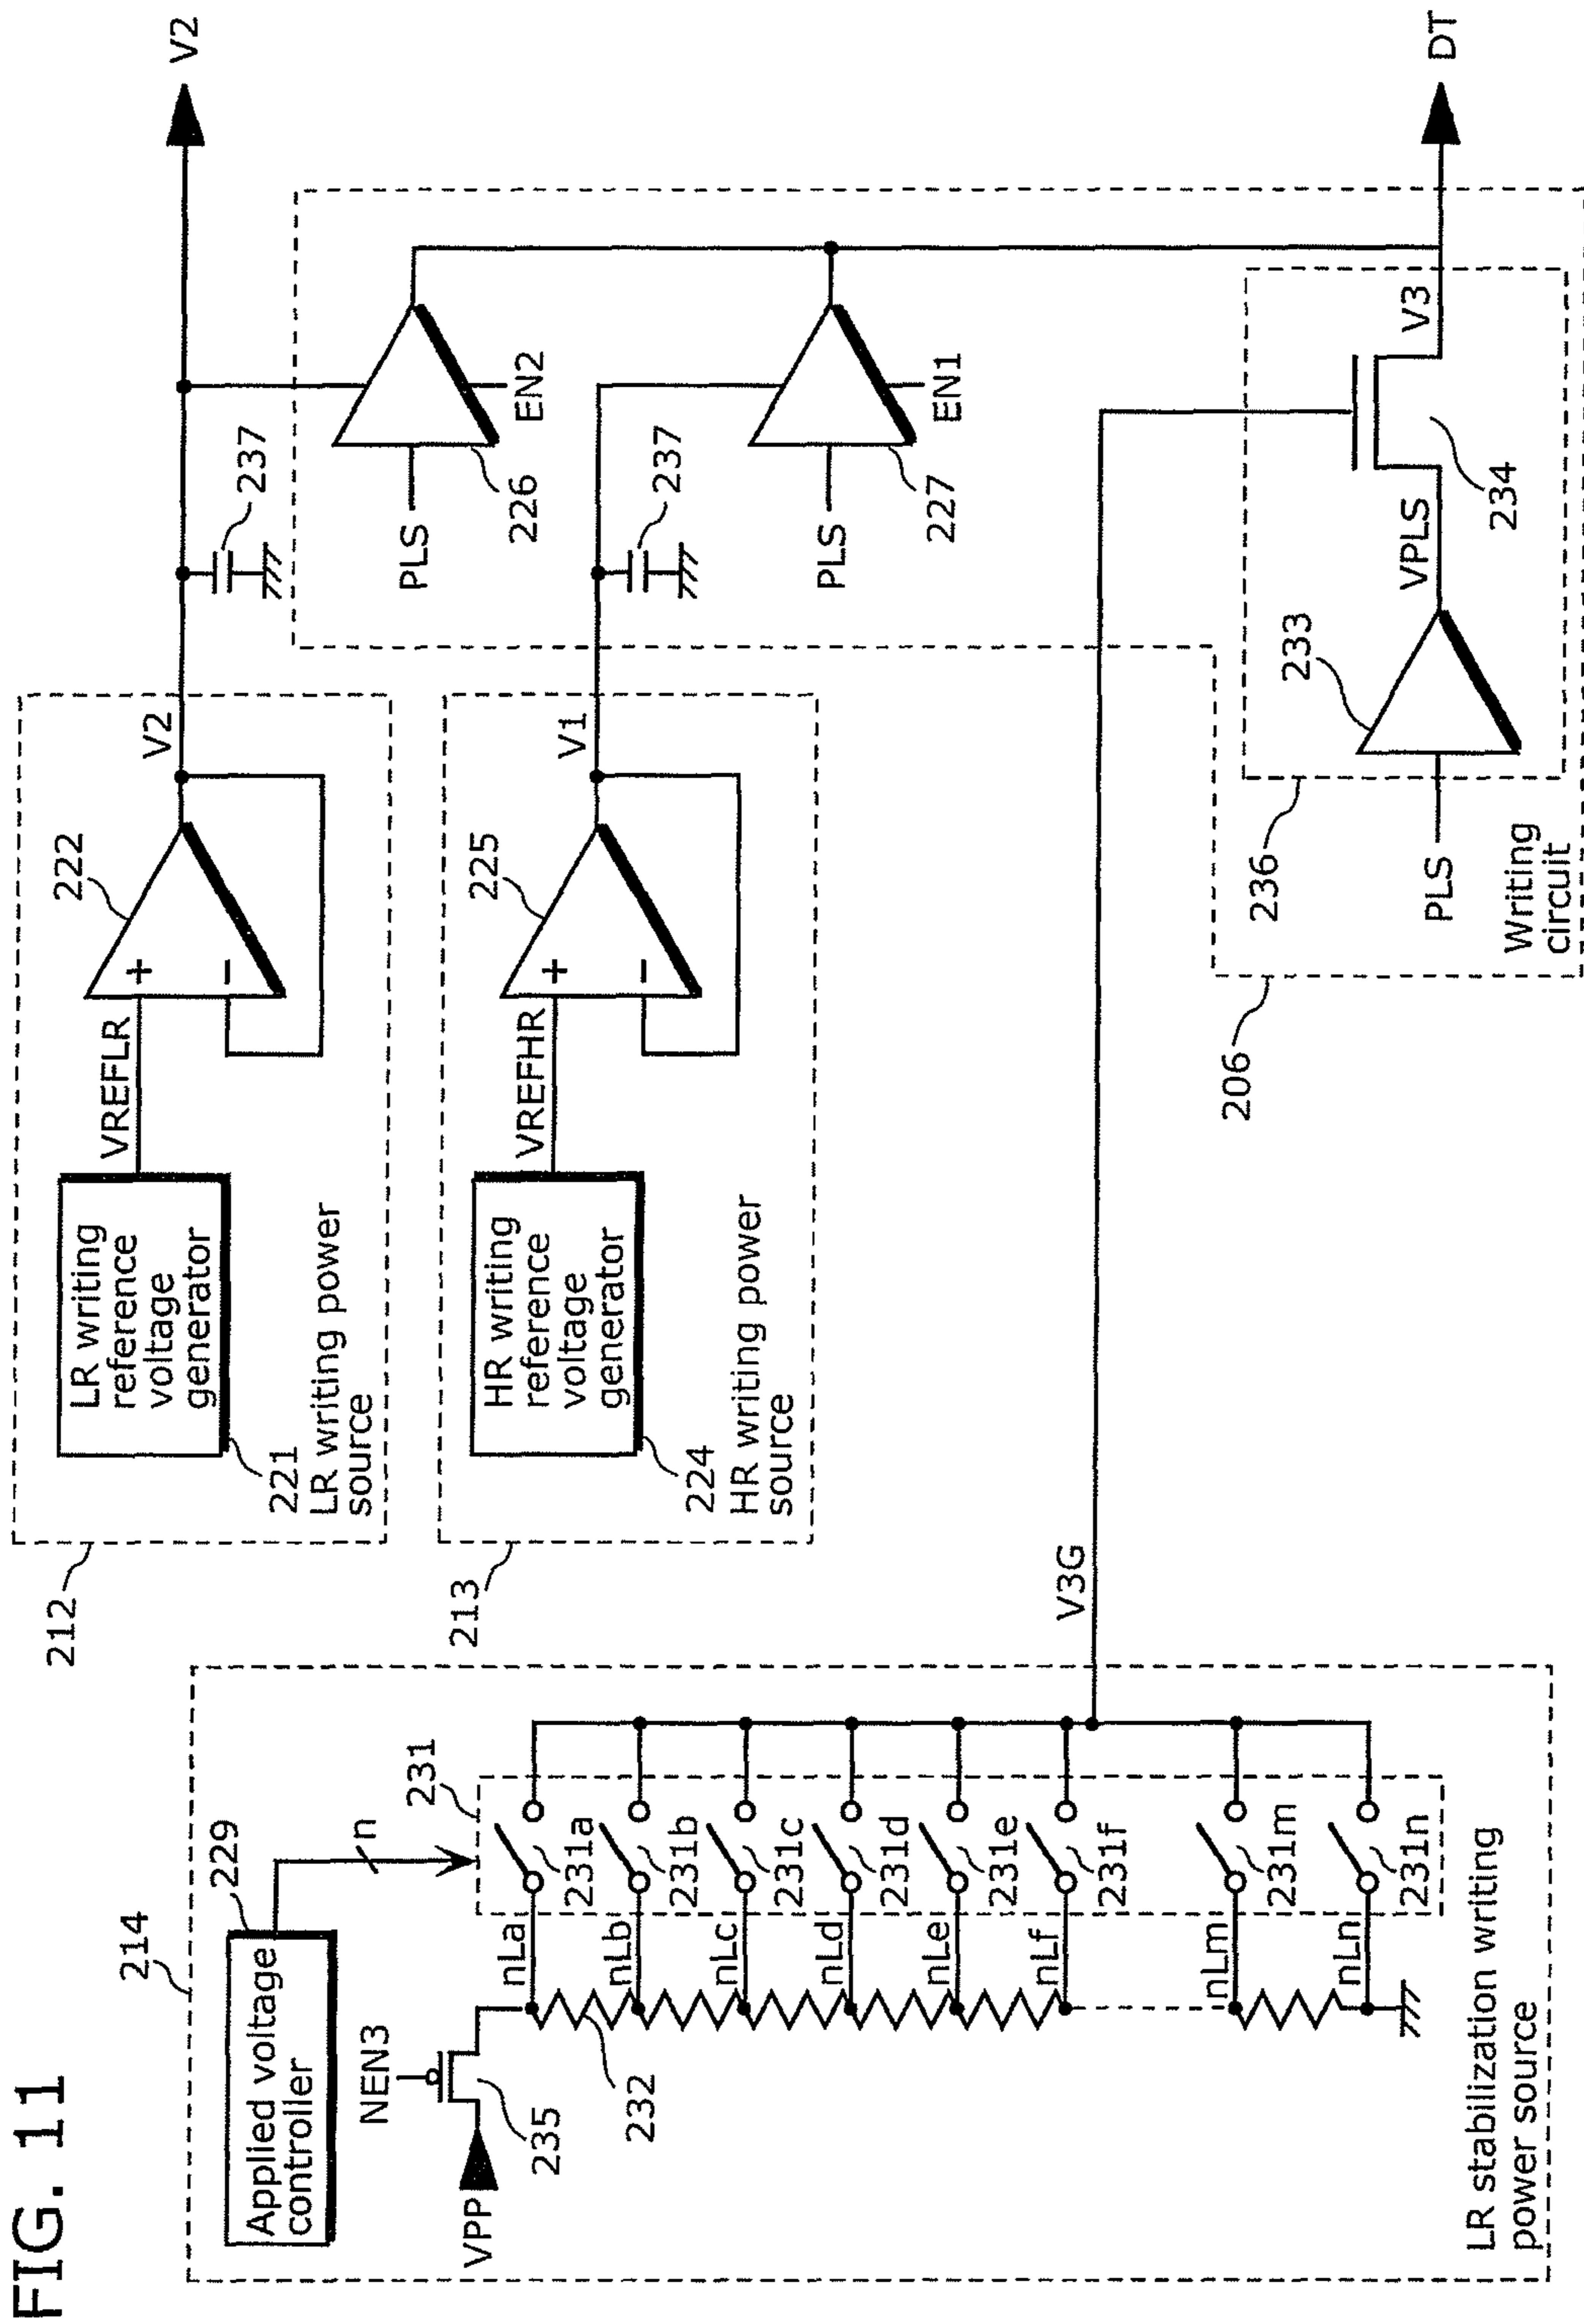 FIG. 11
214
229
Applied voltage
controller
n
NEN3
VPP
235
232
231
nLa
231a
nLb
231b
nLc
231c
nLd
231d
nLe
231e
nLf
231f
nLm
231m
nLn
231n
LR stabilization writing
power source
V3G
212
LR writing
reference
voltage
generator
221
LR writing power
source
VREFLR
222
+
−
V2
237
V2
213
HR writing
reference
voltage
generator
224
HR writing power
source
VREFHR
225
+
−
V1
237
PLS
226
EN2
PLS
227
EN1
206
Writing
circuit
236
PLS
233
VPLS
234
V3
DT